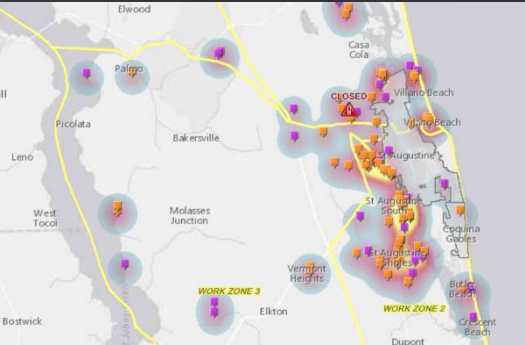 Elwood
Casa
Cola
Palmo
CLOSED
Villano Beach
Picolata
Villano Beach
Bakersville
Leno
St Augustine
West
Tocoi
Molasses
Junction
St Augustine
South
Coquina
Gables
St Augustine
Shores
Vermont
Heights
Butler
Beach
WORK ZONE 3
Elkton
WORK ZONE 2
Bostwick
Crescent
Beach
Dupont